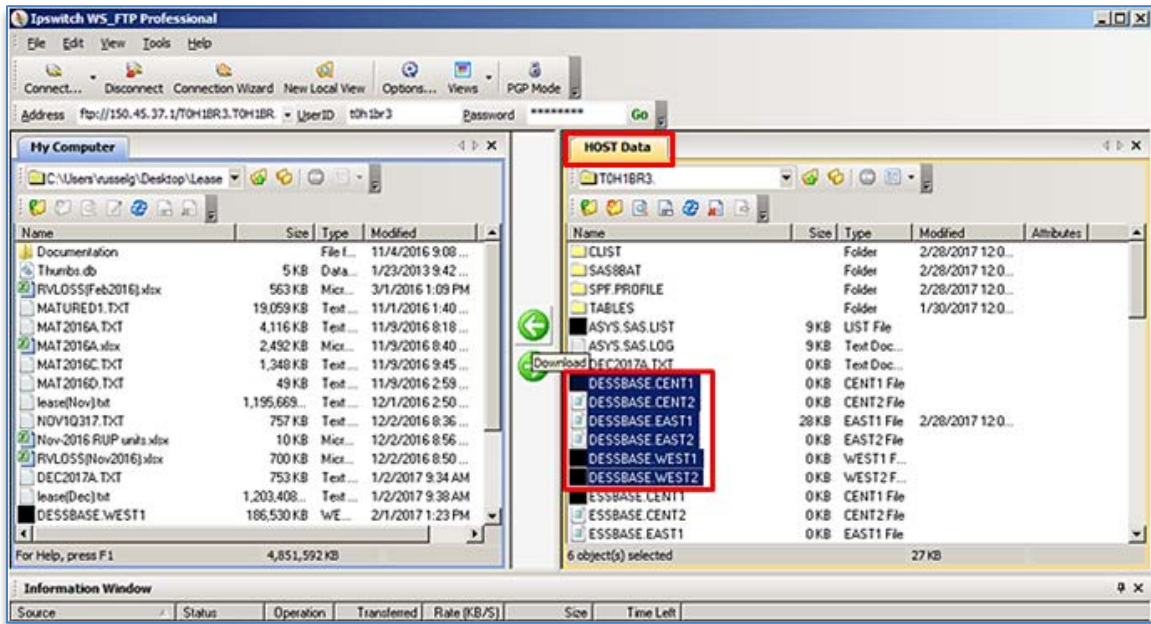 Ipswitch WS_FTP Professional
File Edit View Tools Help
Connect... Disconnect Connection Wizard New Local View Options... Views PGP Mode
Address ftp://150.45.37.1/T0H1BR3.T0H1BR. UserID t0h1br3 Password ******** Go
My Computer
C:\Users\russelg\Desktop\Lease
Name Size Type Modified
Documentation File f... 11/4/2016 9:08 ...
Thumbs.db 5 KB Data... 1/23/2013 9:42 ...
RVLOSS(Feb2016).xlsx 563 KB Micr... 3/1/2016 1:09 PM
MATURED1.TXT 19,059 KB Text ... 11/1/2016 1:40 ...
MAT2016A.TXT 4,116 KB Text ... 11/9/2016 8:18 ...
MAT2016A.xlsx 2,492 KB Micr... 11/9/2016 8:40 ...
MAT2016C.TXT 1,348 KB Text ... 11/9/2016 9:45 ...
MAT2016D.TXT 49 KB Text ... 11/9/2016 2:59 ...
lease(Nov).txt 1,195,669... Text ... 12/1/2016 2:50 ...
NOV1Q317.TXT 757 KB Text ... 12/2/2016 8:36 ...
Nov-2016 RUP units.xlsx 10 KB Micr... 12/2/2016 8:56 ...
RVLOSS(Nov2016).xlsx 700 KB Micr... 12/2/2016 8:50 ...
DEC2017A.TXT 753 KB Text ... 1/2/2017 9:34 AM
lease(Dec).txt 1,203,408... Text ... 1/2/2017 9:38 AM
DESSBASE.WEST1 186,530 KB WE... 2/1/2017 1:23 PM
For Help, press F1 4,851,592 KB
Download
HOST Data
T0H1BR3.
Name Size Type Modified Attributes
CLIST Folder 2/28/2017 12:0...
SAS8BAT Folder 2/28/2017 12:0...
SPF.PROFILE Folder 2/28/2017 12:0...
TABLES Folder 1/30/2017 12:0...
ASYS.SAS.LIST 9 KB LIST File
ASYS.SAS.LOG 9 KB Text Doc...
DEC2017A.TXT 0 KB Text Doc...
DESSBASE.CENT1 0 KB CENT1 File
DESSBASE.CENT2 0 KB CENT2 File
DESSBASE.EAST1 28 KB EAST1 File 2/28/2017 12:0...
DESSBASE.EAST2 0 KB EAST2 File
DESSBASE.WEST1 0 KB WEST1 F...
DESSBASE.WEST2 0 KB WEST2 F...
ESSBASE.CENT1 0 KB CENT1 File
ESSBASE.CENT2 0 KB CENT2 File
ESSBASE.EAST1 0 KB EAST1 File
6 object(s) selected 27 KB
Information Window
Source Status Operation Transferred Rate (KB/S) Size Time Left